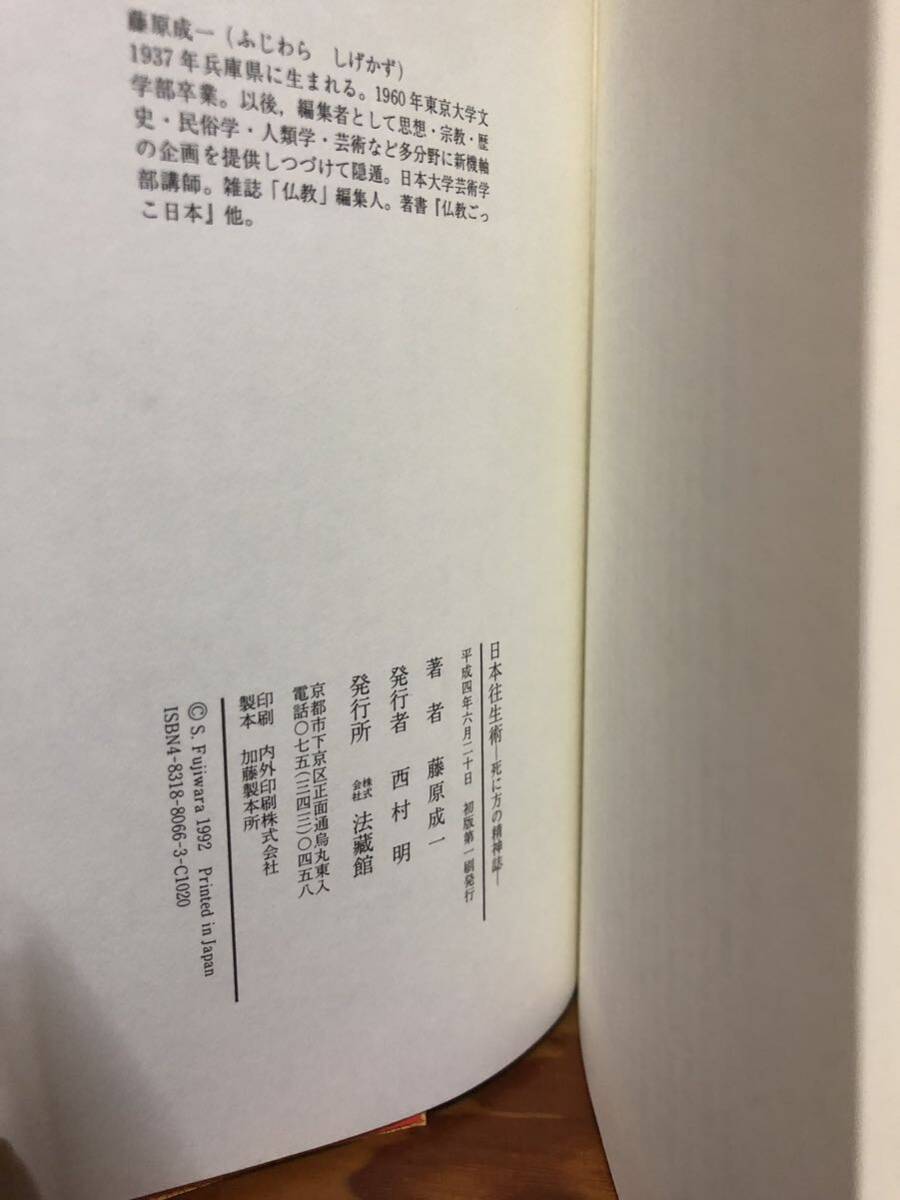 藤原成一(ふじわら しげかず)
1937年兵庫県に生まれる。1960年東京大学文
学部卒業。以後，編集者として思想・宗教・歴
史・民俗学・人類学・芸術など多分野に新機軸
の企画を提供しつづけて隠遁。日本大学芸術学
部講師。雑誌「仏教」編集人。著書『仏教ごっ
こ日本』他。
日本往生術―死に方の精神誌―
平成四年六月二十日 初版第一刷発行
著者 藤原成一
発行者 西村明
発行所 株式会社 法藏館
京都市下京区正面通烏丸東入
電話〇七五(三四三)〇四五八
印刷 内外印刷株式会社
製本 加藤製本所
© S. Fujiwara 1992 Printed in Japan
ISBN4-8318-8066-3-C1020